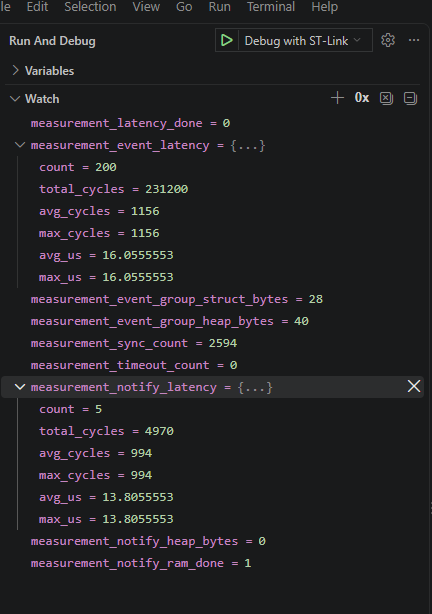 le Edit Selection View Go Run Terminal Help
Run And Debug Debug with ST-Link ...
Variables
Watch 0x
measurement_latency_done = 0
measurement_event_latency = {...}
count = 200
total_cycles = 231200
avg_cycles = 1156
max_cycles = 1156
avg_us = 16.0555553
max_us = 16.0555553
measurement_event_group_struct_bytes = 28
measurement_event_group_heap_bytes = 40
measurement_sync_count = 2594
measurement_timeout_count = 0
measurement_notify_latency = {...}
count = 5
total_cycles = 4970
avg_cycles = 994
max_cycles = 994
avg_us = 13.8055553
max_us = 13.8055553
measurement_notify_heap_bytes = 0
measurement_notify_ram_done = 1